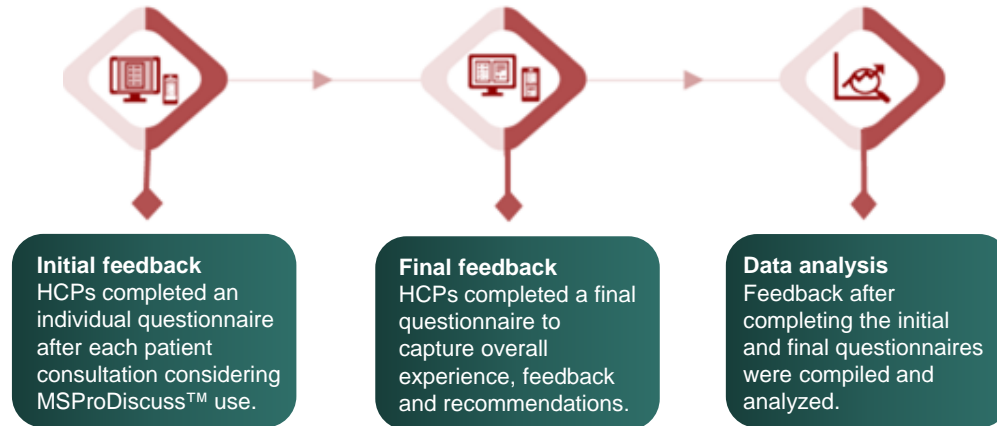 Initial feedback
HCPs completed an
individual questionnaire
after each patient
consultation considering
MSProDiscuss™ use.
Final feedback
HCPs completed a final
questionnaire to
capture overall
experience, feedback
and recommendations.
Data analysis
Feedback after
completing the initial
and final questionnaires
were compiled and
analyzed.